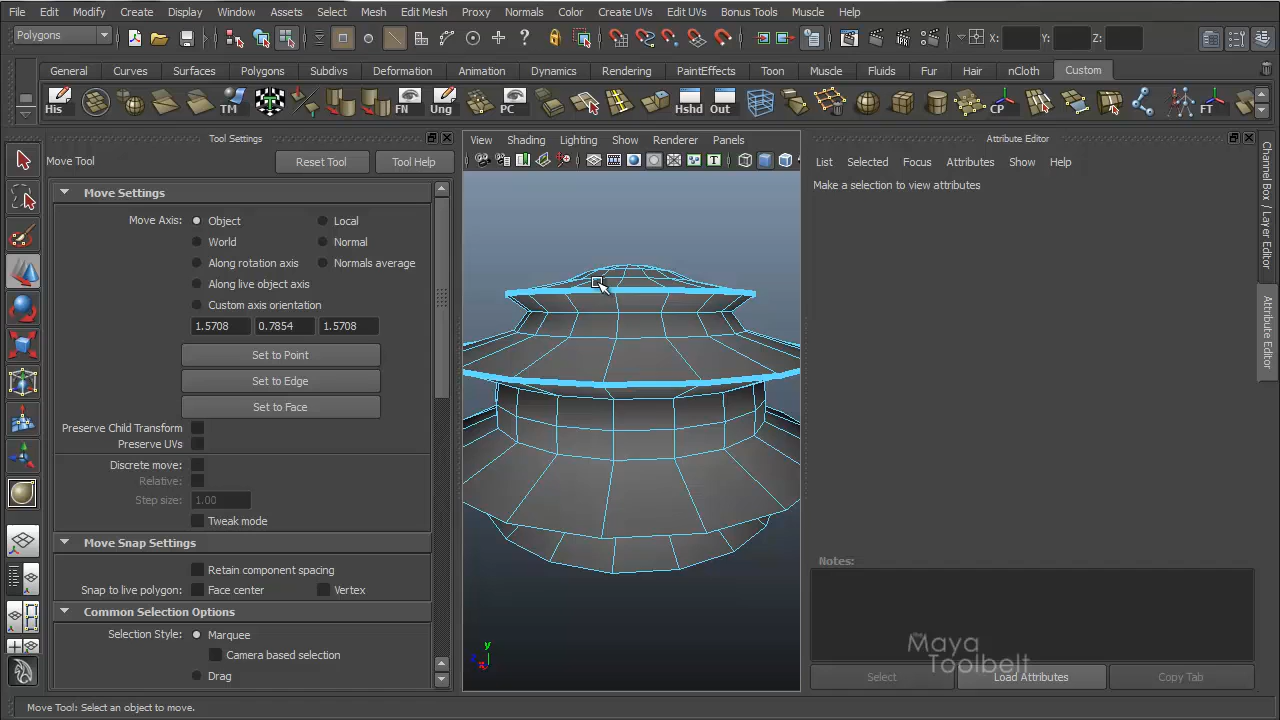 File Edit Modify Create Display Window Assets Select Mesh Edit Mesh Proxy Normals Color Create UVs Edit UVs Bonus Tools Muscle Help
Polygons X: Y: Z:
General Curves Surfaces Polygons Subdivs Deformation Animation Dynamics Rendering PaintEffects Toon Muscle Fluids Fur Hair nCloth Custom
His TM FN Ung PC Hshd Out CP FT
Tool Settings
Move Tool Reset Tool Tool Help
Move Settings
Move Axis: Object Local
World Normal
Along rotation axis Normals average
Along live object axis
Custom axis orientation
1.5708 0.7854 1.5708
Set to Point
Set to Edge
Set to Face
Preserve Child Transform
Preserve UVs
Discrete move:
Relative:
Step size: 1.00
Tweak mode
Move Snap Settings
Retain component spacing
Snap to live polygon: Face center Vertex
Common Selection Options
Selection Style: Marquee
Camera based selection
Drag
View Shading Lighting Show Renderer Panels
T
y
Attribute Editor
List Selected Focus Attributes Show Help
Make a selection to view attributes
Notes:
Maya
Toolbelt
Select Load Attributes Copy Tab
Channel Box / Layer Editor
Attribute Editor
Move Tool: Select an object to move.